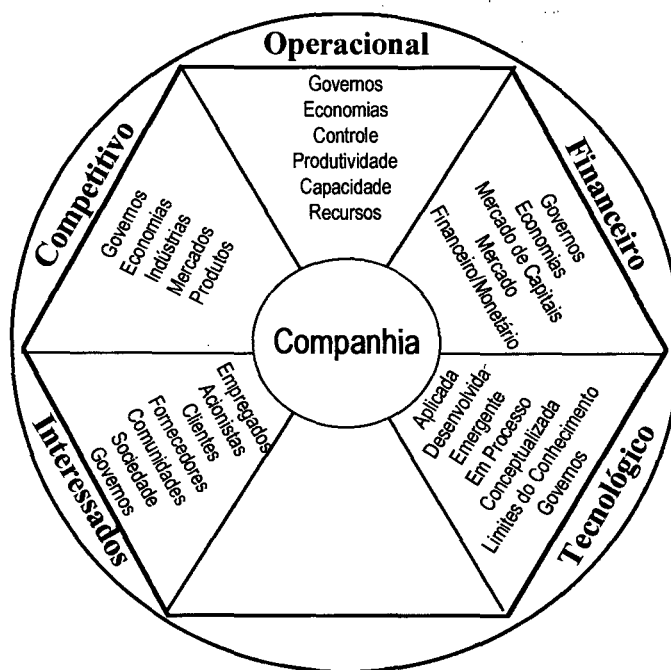 Operacional
Governos
Economias
Controle
Produtividade
Capacidade
Recursos
Financeiro
Governos
Economias
Mercado de Capitais
Mercado
Financeiro/Monetário
Tecnológico
Aplicada
Desenvolvida
Emergente
Em Processo
Conceptualizada
Limites do Conhecimento
Governos
Interessados
Empregados
Acionistas
Clientes
Fornecedores
Comunidades
Sociedade
Governos
Competitivo
Governos
Economias
Indústrias
Mercados
Produtos
Companhia